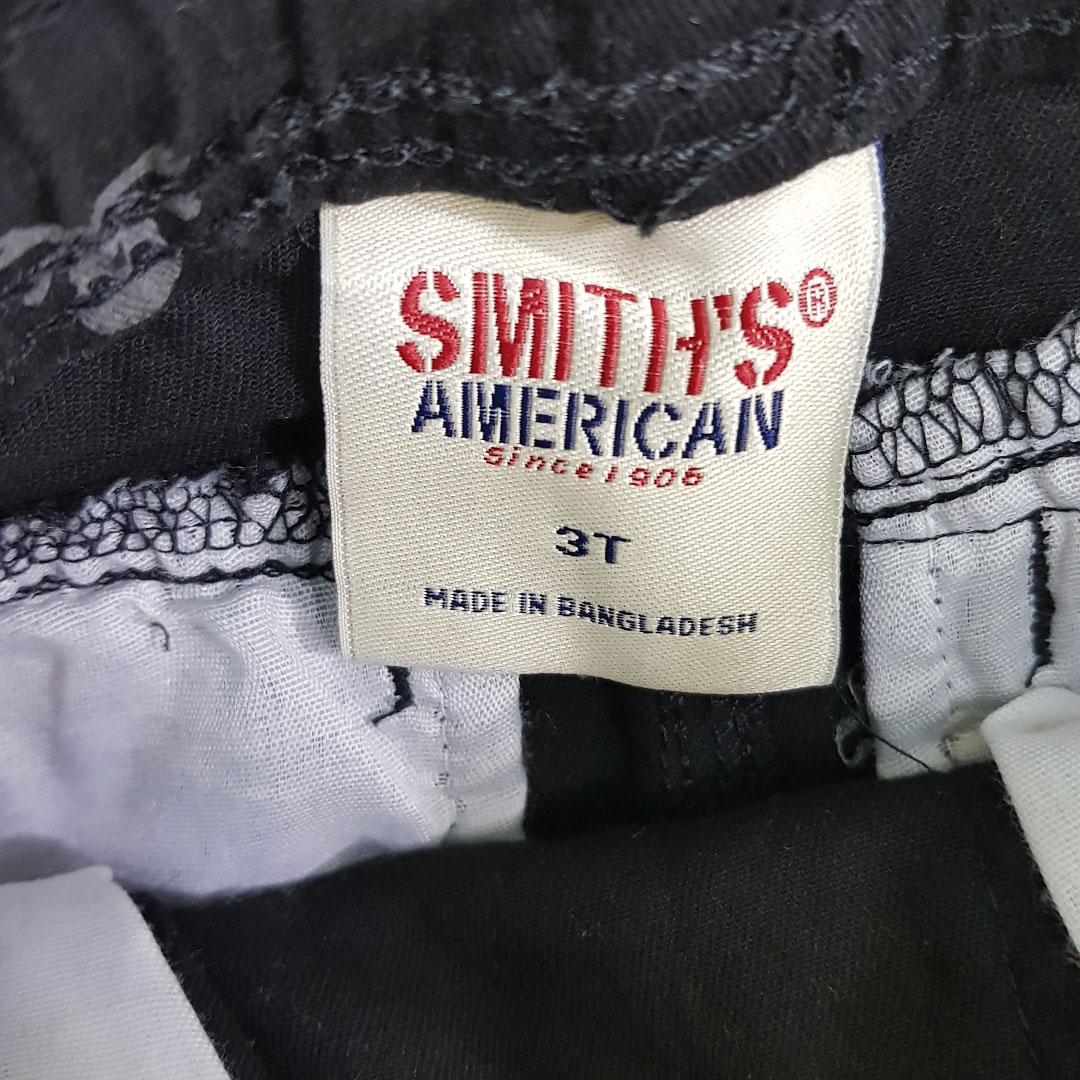 SMITH'S®
AMERICAN
Since 1906
3T
MADE IN BANGLADESH